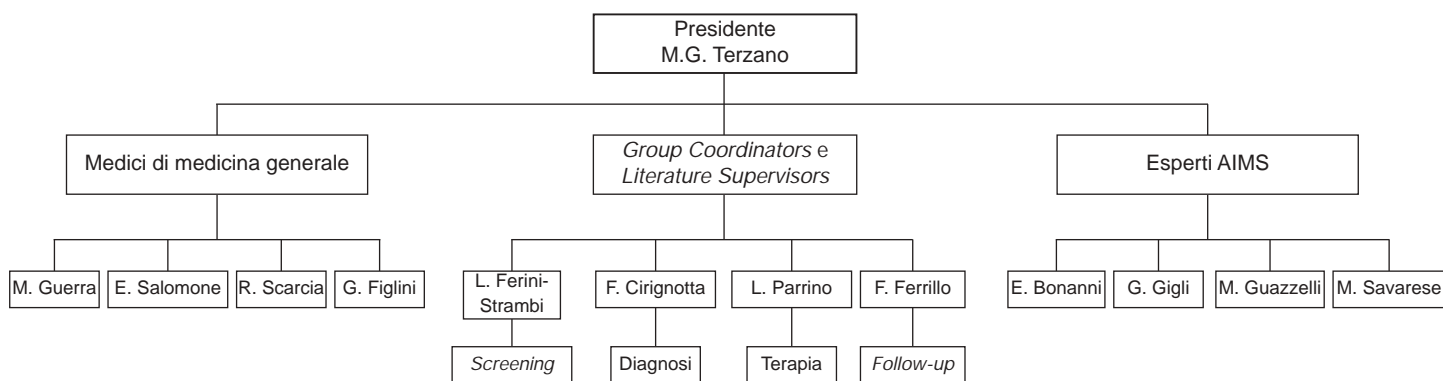 Presidente
M.G. Terzano
Medici di medicina generale
Group Coordinators e
Literature Supervisors
Esperti AIMS
M. Guerra
E. Salomone
R. Scarcia
G. Figlini
L. Ferini-
Strambi
F. Cirignotta
L. Parrino
F. Ferrillo
E. Bonanni
G. Gigli
M. Guazzelli
M. Savarese
Screening
Diagnosi
Terapia
Follow-up